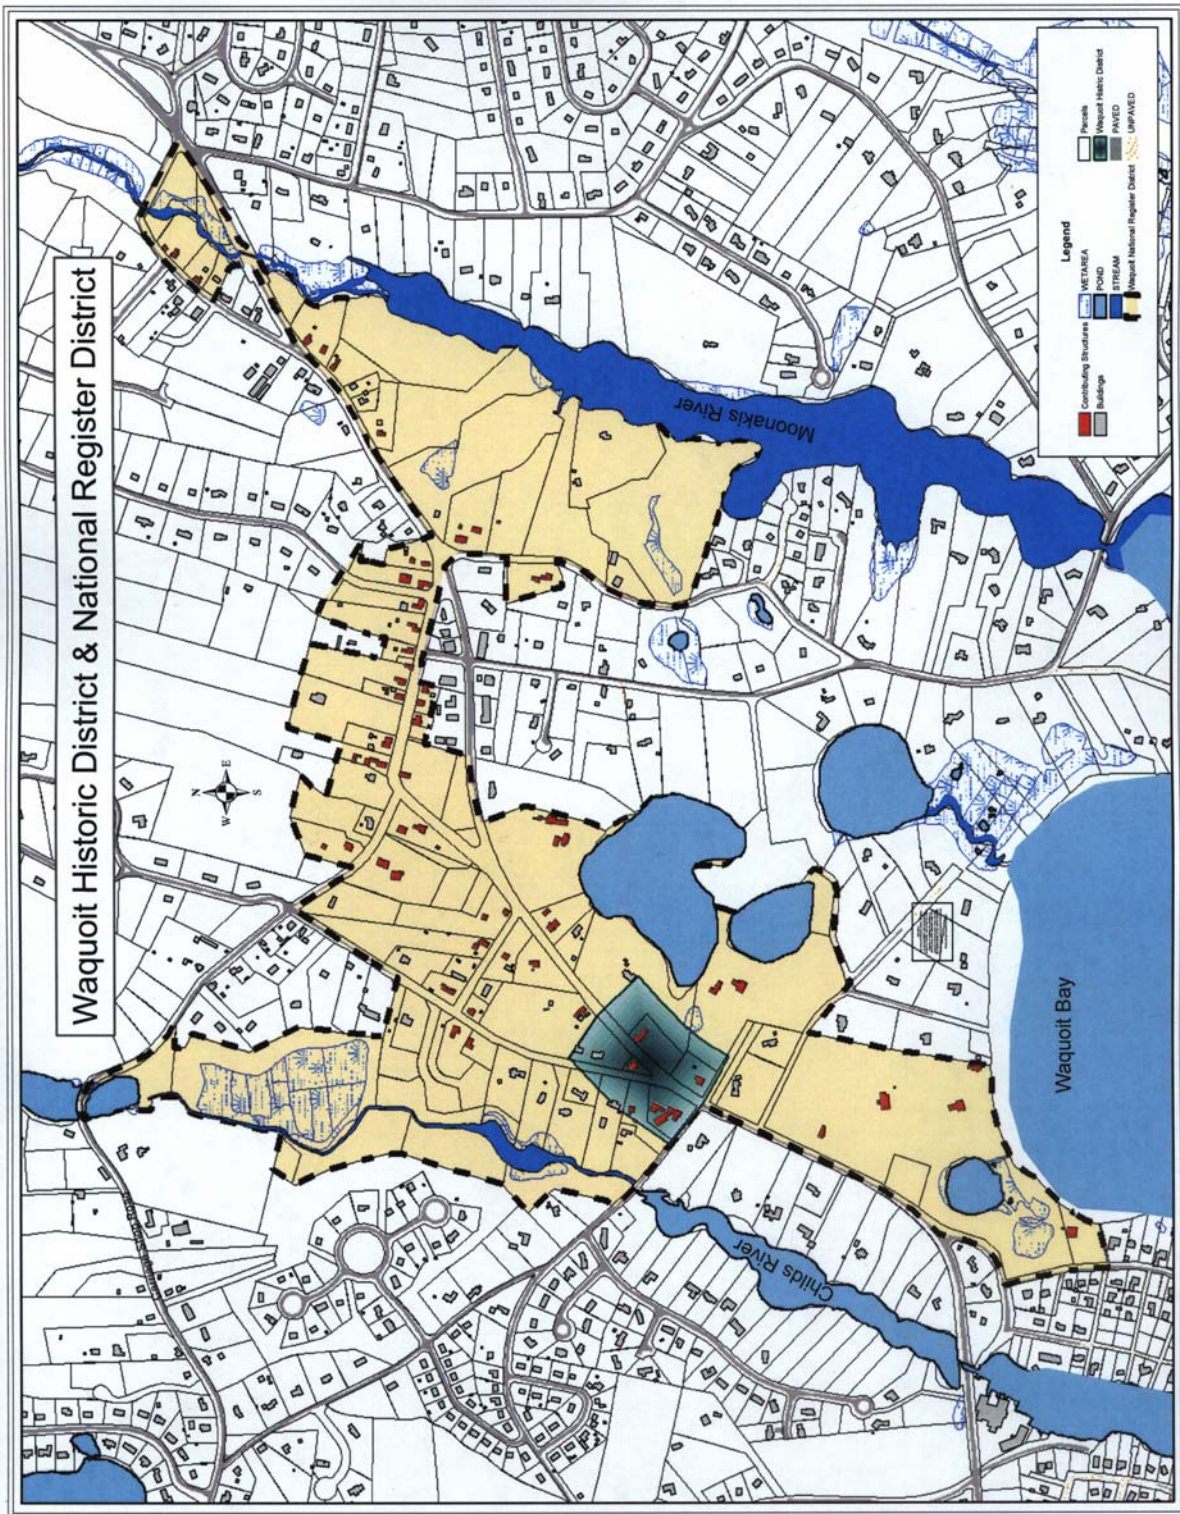 Waquoit Historic District & National Register District
N
W
E
S
Moonakis River
Childs River
Waquoit Bay
Legend
Contributing Structures
Buildings
WETAREA
POND
STREAM
Waquoit National Register District
Parcels
Waquoit Histric District
PAVED
UNPAVED